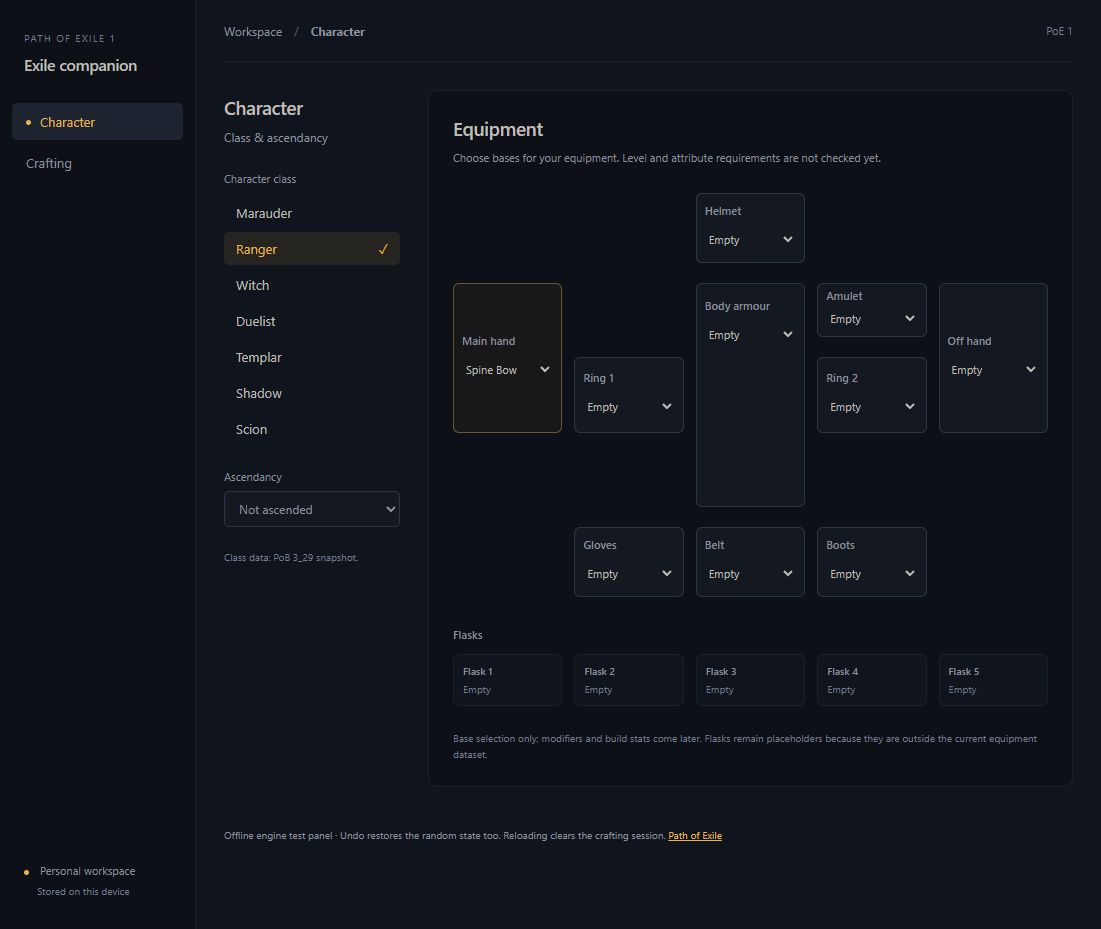 PATH OF EXILE 1
Exile companion
Character
Crafting
Personal workspace
Stored on this device
Workspace / Character
PoE 1
Character
Class & ascendancy
Character class
Marauder
Ranger ✓
Witch
Duelist
Templar
Shadow
Scion
Ascendancy
Not ascended
Class data: PoB 3_29 snapshot.
Equipment
Choose bases for your equipment. Level and attribute requirements are not checked yet.
Helmet
Empty
Main hand
Spine Bow
Ring 1
Empty
Body armour
Empty
Amulet
Empty
Ring 2
Empty
Off hand
Empty
Gloves
Empty
Belt
Empty
Boots
Empty
Flasks
Flask 1
Empty
Flask 2
Empty
Flask 3
Empty
Flask 4
Empty
Flask 5
Empty
Base selection only; modifiers and build stats come later. Flasks remain placeholders because they are outside the current equipment
dataset.
Offline engine test panel · Undo restores the random state too. Reloading clears the crafting session. Path of Exile